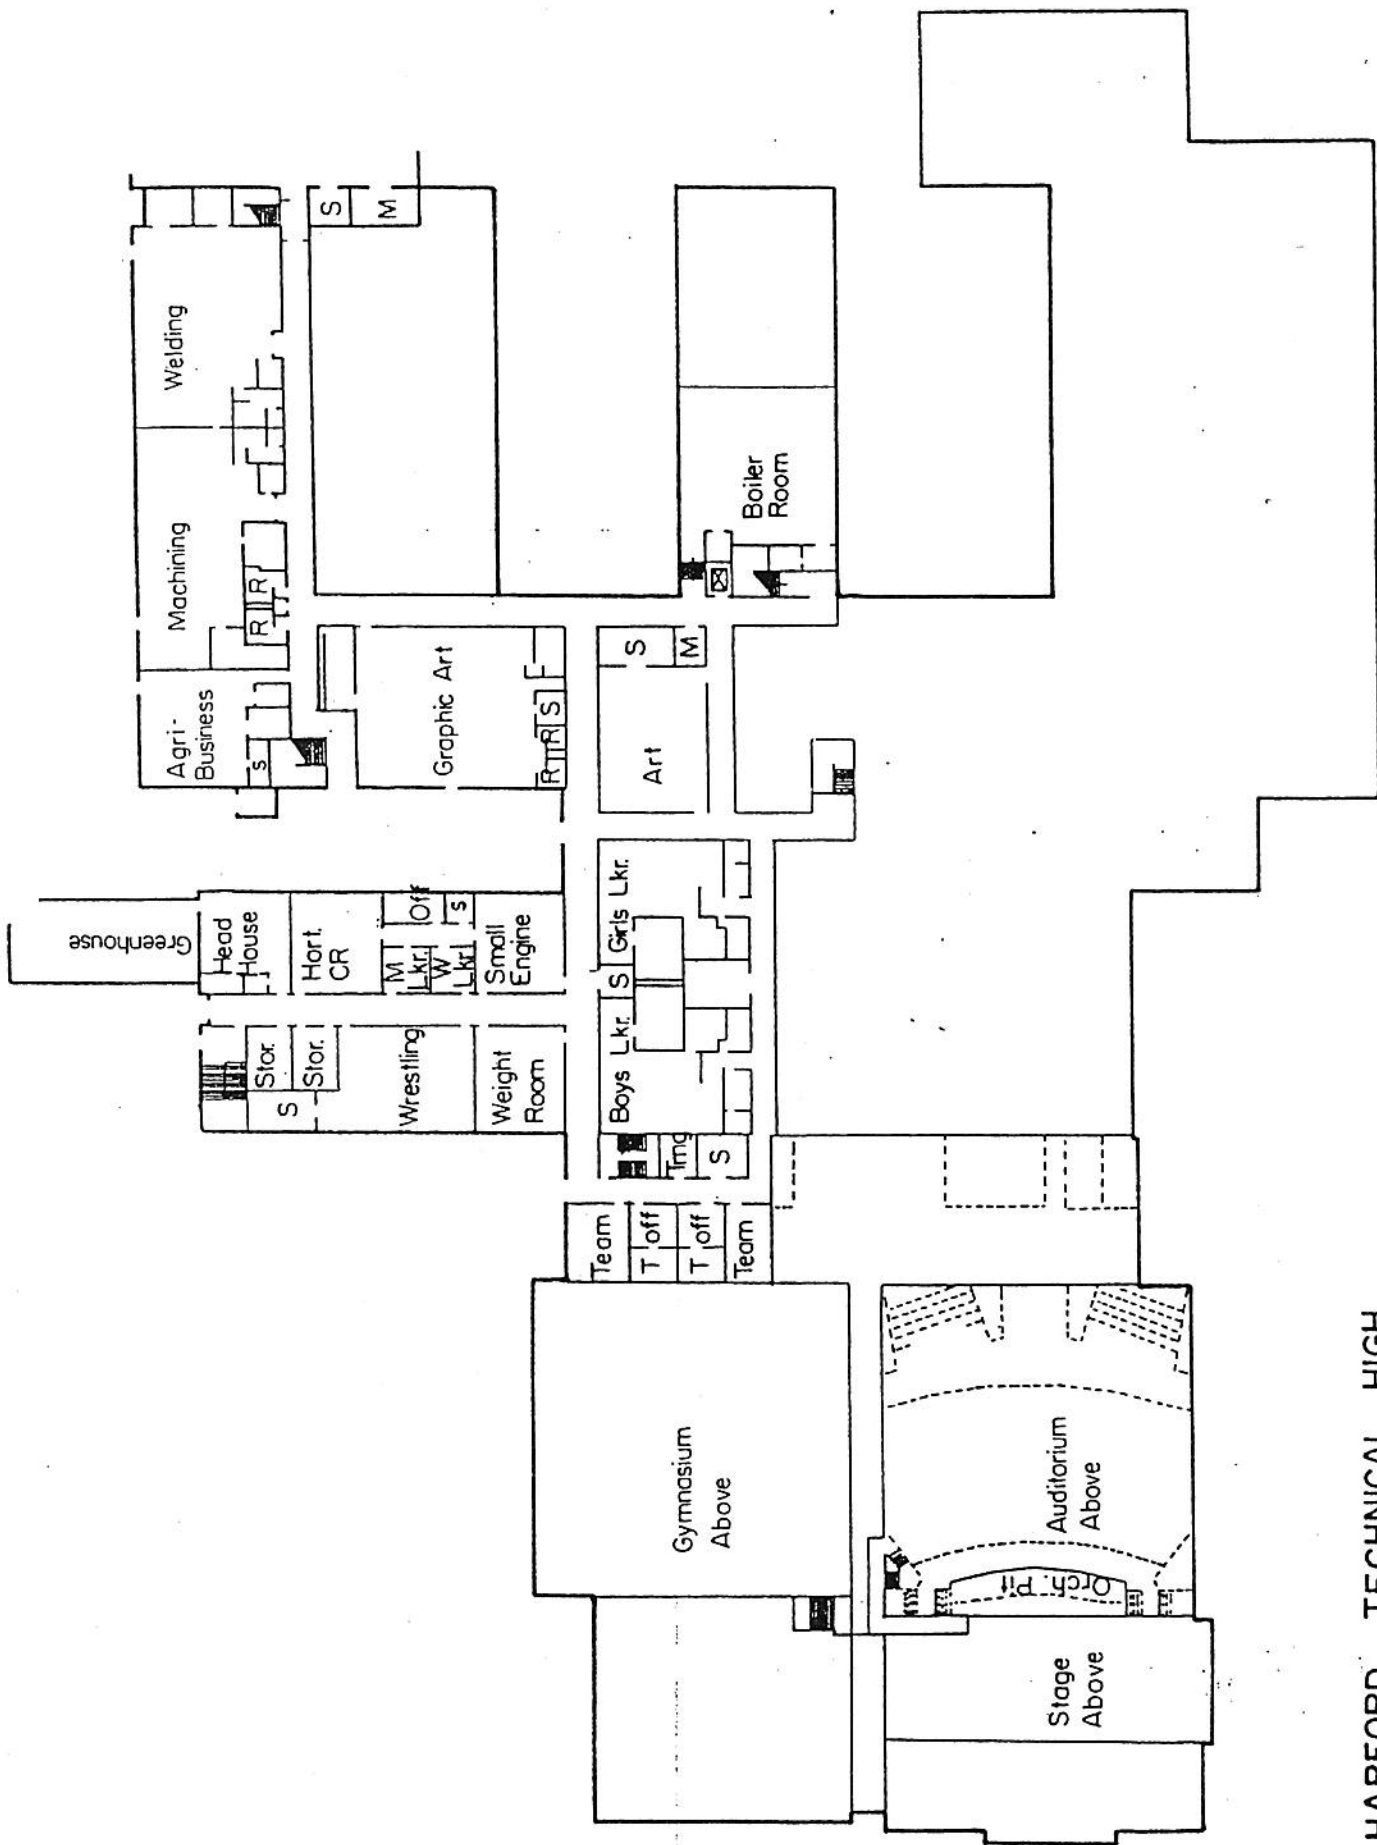 Greenhouse
Head
House
Hort.
CR
M
Lkr.
W
Lkr
Off
s
Small
Engine
Stor.
Stor.
S
Wrestling
Weight
Room
Agri-
Business
s
Machining
R
R
Welding
S
M
Graphic Art
R
R
S
S
M
Art
Boiler
Room
Girls Lkr.
S
Boys Lkr.
Trng
S
Team
T off
T off
Team
Gymnasium
Above
Auditorium
Above
Orch. Pit
Stage
Above
HARFORD TECHNICAL HIGH